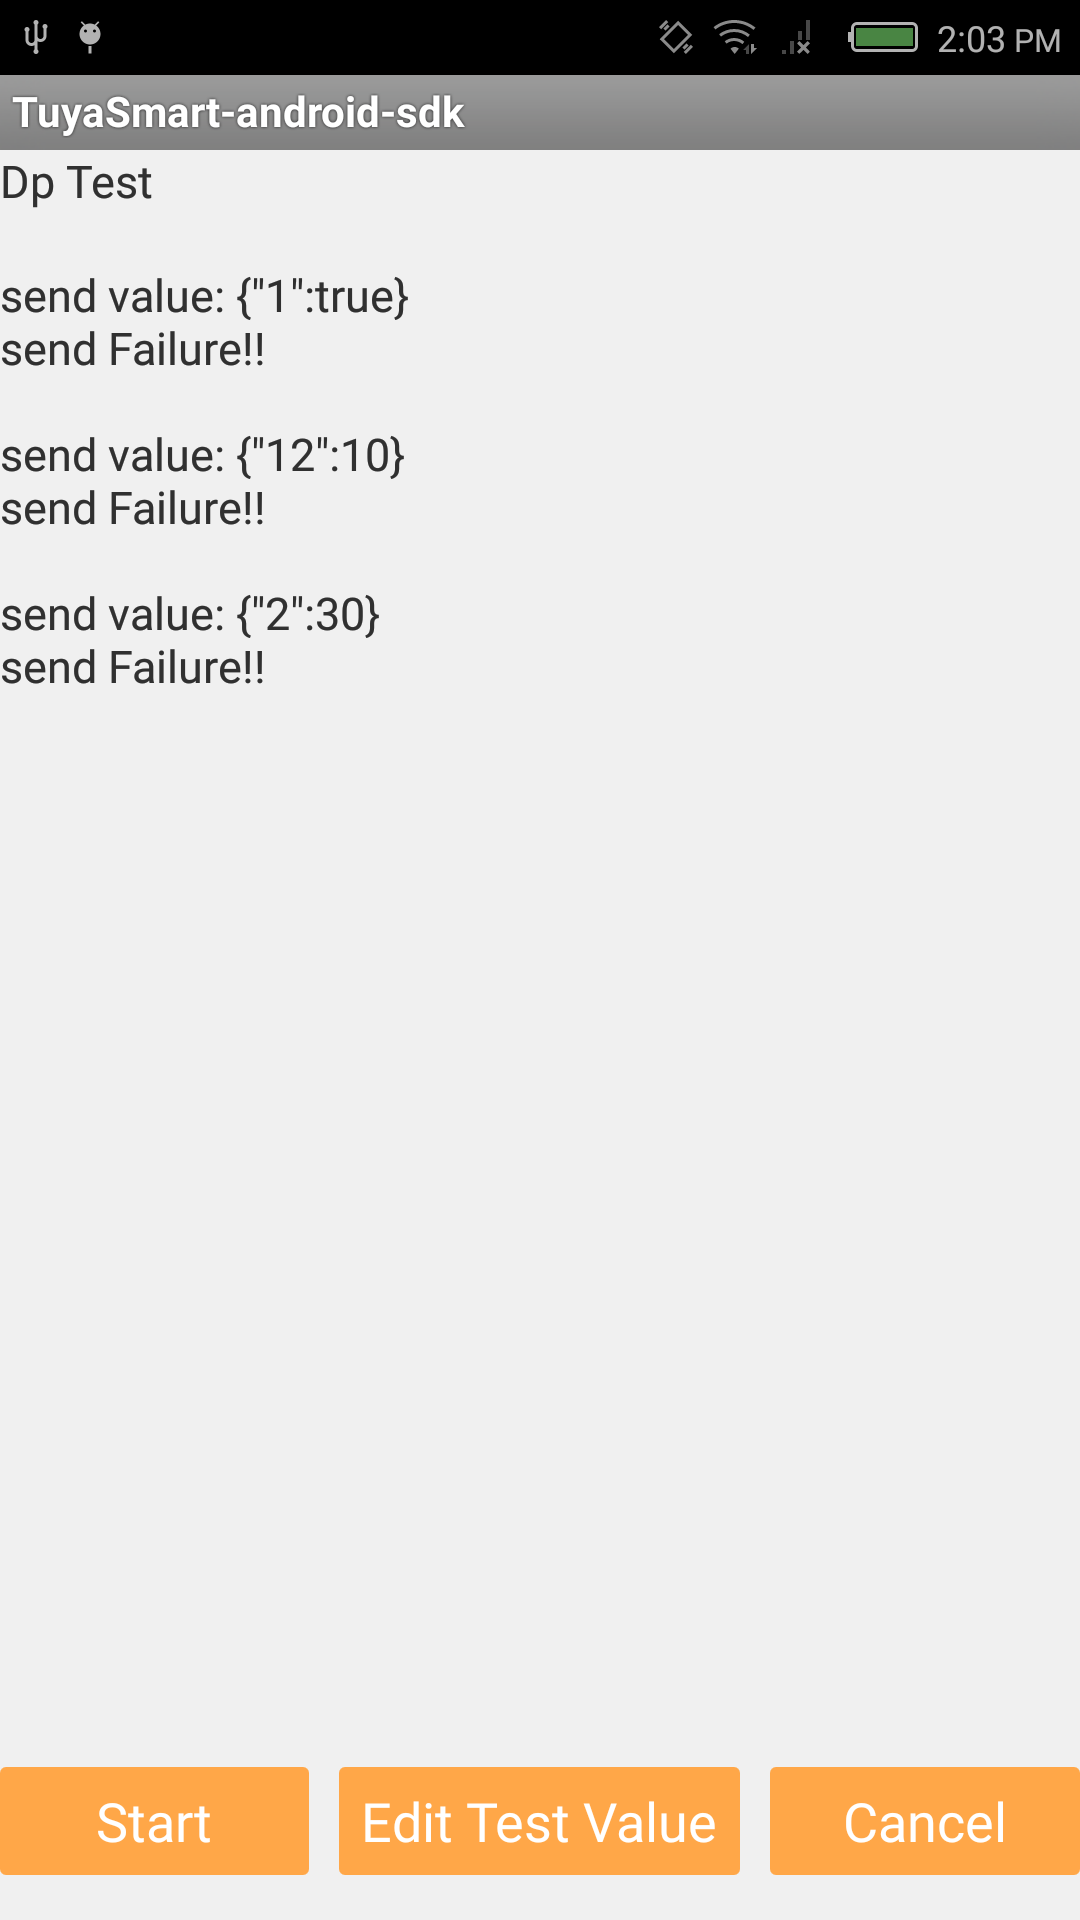 2:03 PM
TuyaSmart-android-sdk
Dp Test
send value: {"1":true}
send Failure!!
send value: {"12":10}
send Failure!!
send value: {"2":30}
send Failure!!
Start
Edit Test Value
Cancel